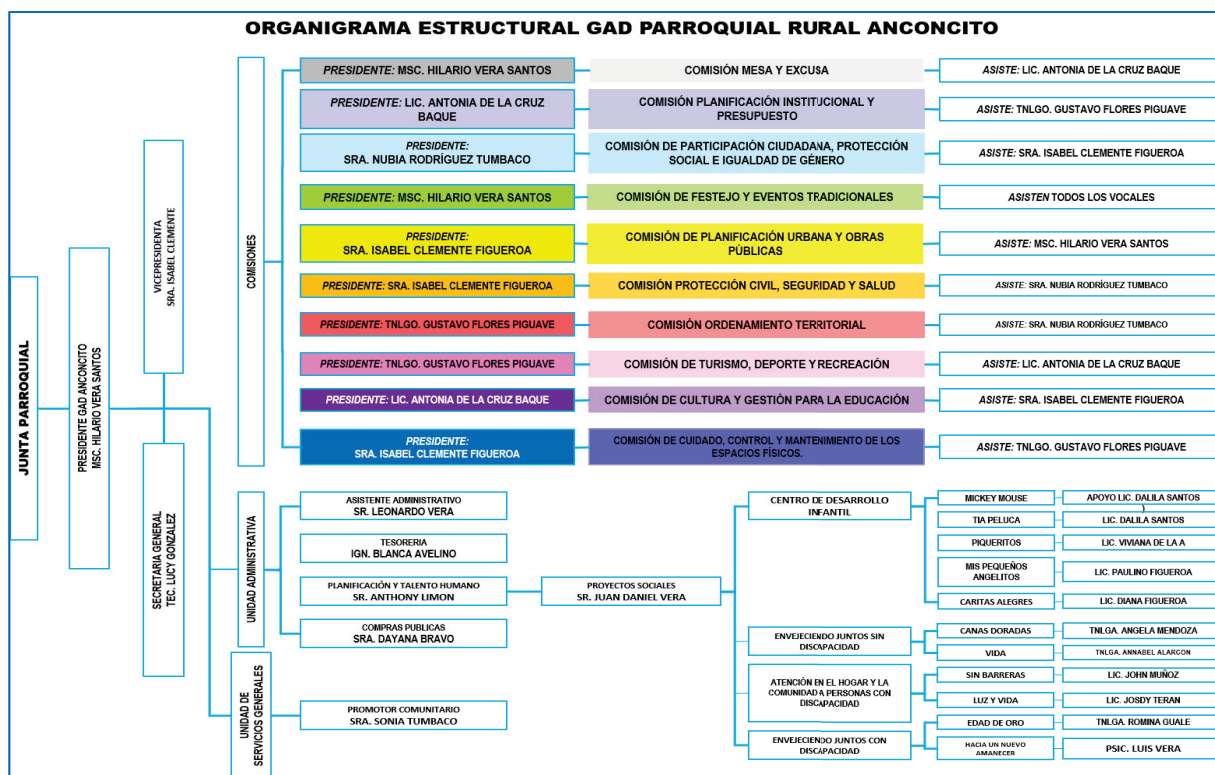 ORGANIGRAMA ESTRUCTURAL GAD PARROQUIAL RURAL ANCONCITO
JUNTA PARROQUIAL
PRESIDENTE GAD ANCONCITO
MSC. HILARIO VERA SANTOS
VICEPRESIDENTA
SRA. ISABEL CLEMENTE
SECRETARIA GENERAL
TEC. LUCY GONZALEZ
COMISIONES
PRESIDENTE: MSC. HILARIO VERA SANTOS
COMISIÓN MESA Y EXCUSA
ASISTE: LIC. ANTONIA DE LA CRUZ BAQUE
PRESIDENTE: LIC. ANTONIA DE LA CRUZ
BAQUE
COMISIÓN PLANIFICACIÓN INSTITUCIONAL Y
PRESUPUESTO
ASISTE: TNLGO. GUSTAVO FLORES PIGUAVE
PRESIDENTE:
SRA. NUBIA RODRÍGUEZ TUMBACO
COMISIÓN DE PARTICIPACIÓN CIUDADANA, PROTECCIÓN
SOCIAL E IGUALDAD DE GÉNERO
ASISTE: SRA. ISABEL CLEMENTE FIGUEROA
PRESIDENTE: MSC. HILARIO VERA SANTOS
COMISIÓN DE FESTEJO Y EVENTOS TRADICIONALES
ASISTEN TODOS LOS VOCALES
PRESIDENTE:
SRA. ISABEL CLEMENTE FIGUEROA
COMISIÓN DE PLANIFICACIÓN URBANA Y OBRAS
PÚBLICAS
ASISTE: MSC. HILARIO VERA SANTOS
PRESIDENTE: SRA. ISABEL CLEMENTE FIGUEROA
COMISIÓN PROTECCIÓN CIVIL, SEGURIDAD Y SALUD
ASISTE: SRA. NUBIA RODRÍGUEZ TUMBACO
PRESIDENTE: TNLGO. GUSTAVO FLORES PIGUAVE
COMISIÓN ORDENAMIENTO TERRITORIAL
ASISTE: SRA. NUBIA RODRÍGUEZ TUMBACO
PRESIDENTE: TNLGO. GUSTAVO FLORES PIGUAVE
COMISIÓN DE TURISMO, DEPORTE Y RECREACIÓN
ASISTE: LIC. ANTONIA DE LA CRUZ BAQUE
PRESIDENTE: LIC. ANTONIA DE LA CRUZ BAQUE
COMISIÓN DE CULTURA Y GESTIÓN PARA LA EDUCACIÓN
ASISTE: SRA. ISABEL CLEMENTE FIGUEROA
PRESIDENTE:
SRA. ISABEL CLEMENTE FIGUEROA
COMISIÓN DE CUIDADO, CONTROL Y MANTENIMIENTO DE LOS
ESPACIOS FÍSICOS.
ASISTE: TNLGO. GUSTAVO FLORES PIGUAVE
UNIDAD ADMINISTRATIVA
ASISTENTE ADMINISTRATIVO
SR. LEONARDO VERA
TESORERIA
IGN. BLANCA AVELINO
PLANIFICACIÓN Y TALENTO HUMANO
SR. ANTHONY LIMON
COMPRAS PUBLICAS
SRA. DAYANA BRAVO
UNIDAD DE
SERVICIOS GENERALES
PROMOTOR COMUNITARIO
SRA. SONIA TUMBACO
PROYECTOS SOCIALES
SR. JUAN DANIEL VERA
CENTRO DE DESARROLLO
INFANTIL
MICKEY MOUSE
APOYO LIC. DALILA SANTOS
)
TIA PELUCA
LIC. DALILA SANTOS
PIQUERITOS
LIC. VIVIANA DE LA A
MIS PEQUEÑOS
ANGELITOS
LIC. PAULINO FIGUEROA
CARITAS ALEGRES
LIC. DIANA FIGUEROA
ENVEJECIENDO JUNTOS SIN
DISCAPACIDAD
CANAS DORADAS
TNLGA. ANGELA MENDOZA
VIDA
TNLGA. ANNABEL ALARCON
ATENCIÓN EN EL HOGAR Y LA
COMUNIDAD A PERSONAS CON
DISCAPACIDAD
SIN BARRERAS
LIC. JOHN MUÑOZ
LUZ Y VIDA
LIC. JOSDY TERAN
ENVEJECIENDO JUNTOS CON
DISCAPACIDAD
EDAD DE ORO
TNLGA. ROMINA GUALE
HACIA UN NUEVO
AMANECER
PSIC. LUIS VERA